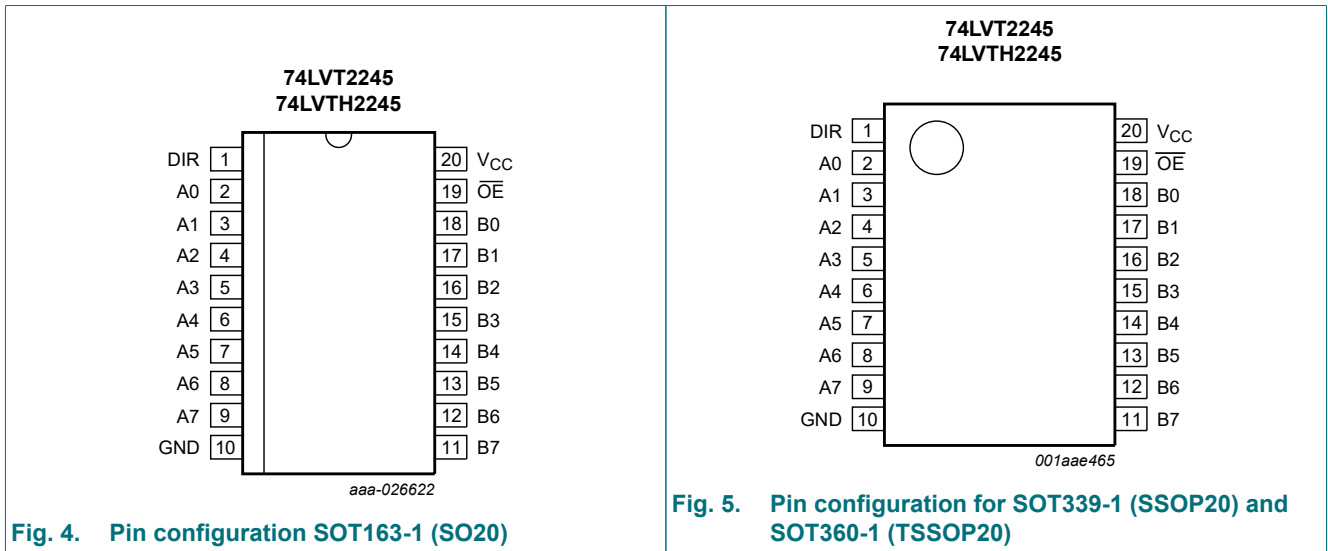 74LVT2245
74LVTH2245
DIR 1
20 VCC
A0 2
19 O̅E̅
A1 3
18 B0
A2 4
17 B1
A3 5
16 B2
A4 6
15 B3
A5 7
14 B4
A6 8
13 B5
A7 9
12 B6
GND 10
11 B7
aaa-026622
Fig. 4. Pin configuration SOT163-1 (SO20)
74LVT2245
74LVTH2245
DIR 1
20 VCC
A0 2
19 O̅E̅
A1 3
18 B0
A2 4
17 B1
A3 5
16 B2
A4 6
15 B3
A5 7
14 B4
A6 8
13 B5
A7 9
12 B6
GND 10
11 B7
001aae465
Fig. 5. Pin configuration for SOT339-1 (SSOP20) and
SOT360-1 (TSSOP20)